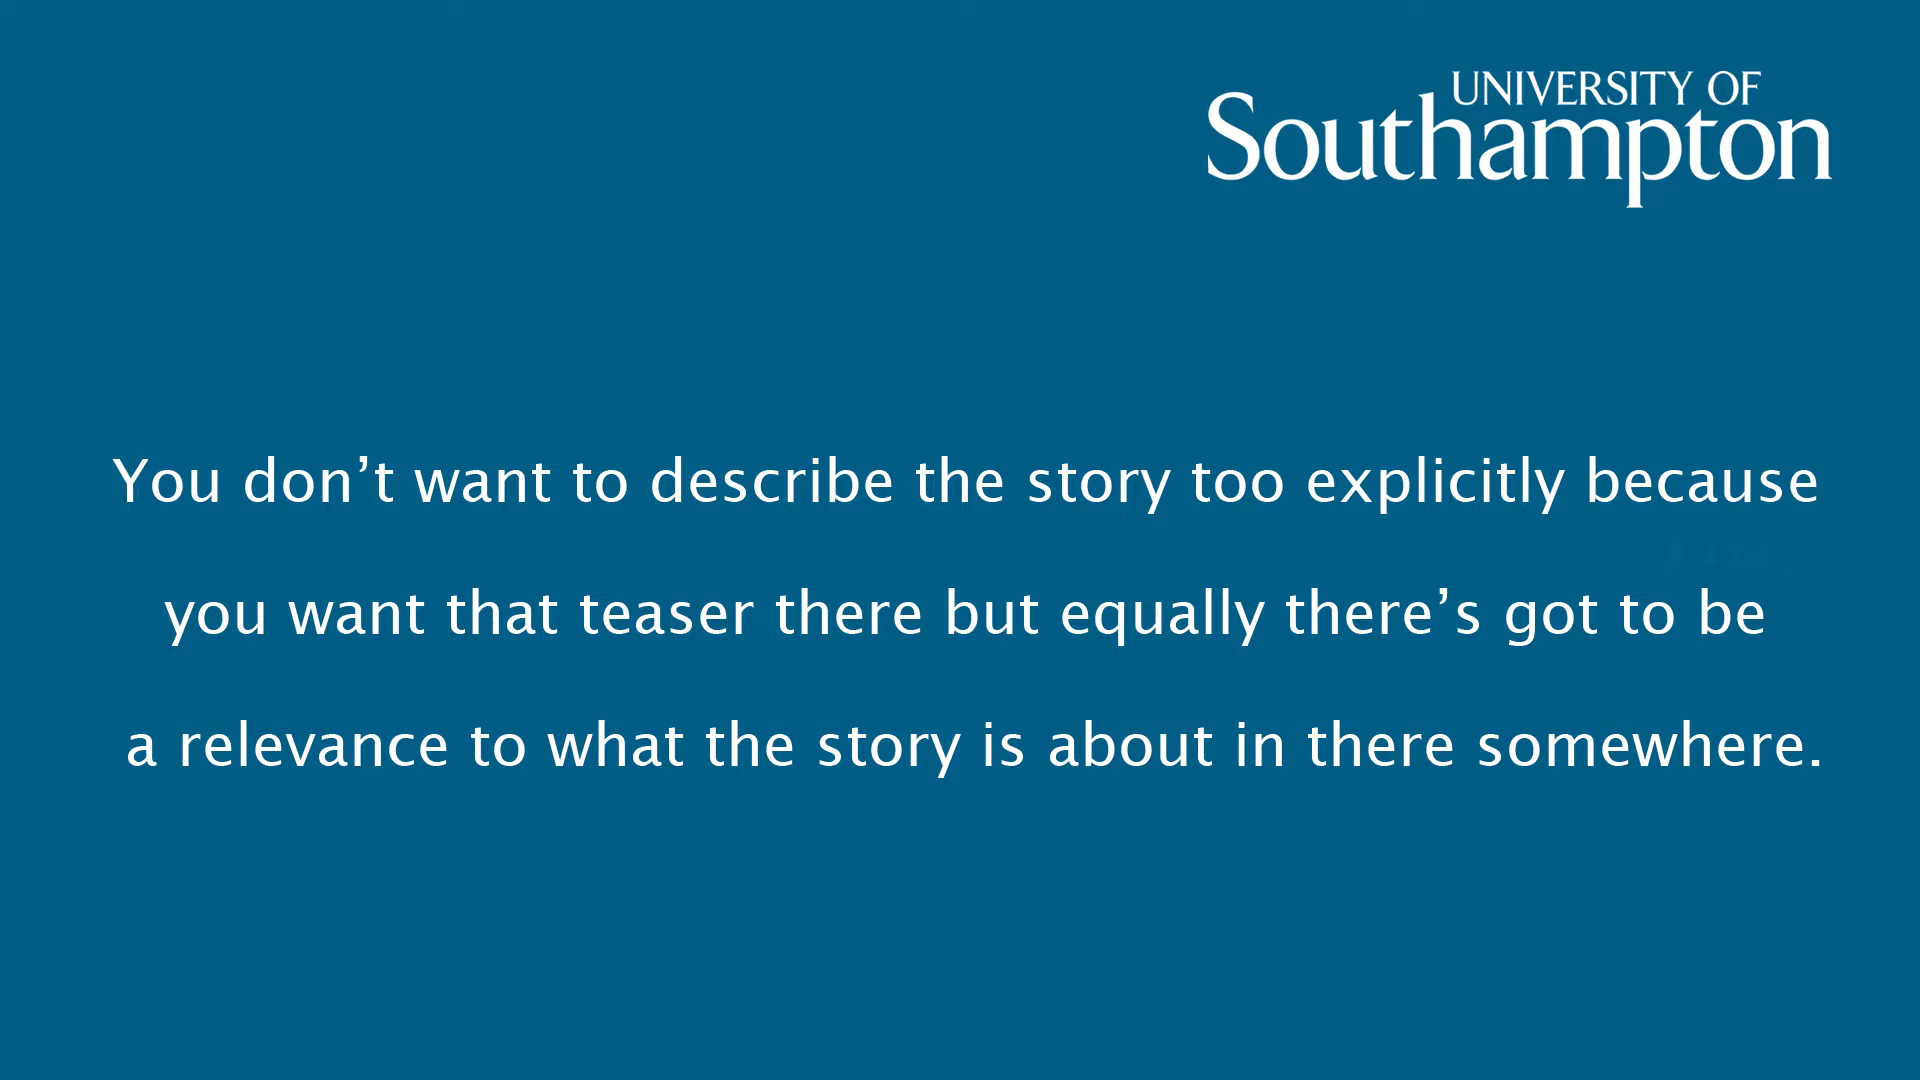 UNIVERSITY OF
Southampton
You don’t want to describe the story too explicitly because
you want that teaser there but equally there’s got to be
a relevance to what the story is about in there somewhere.